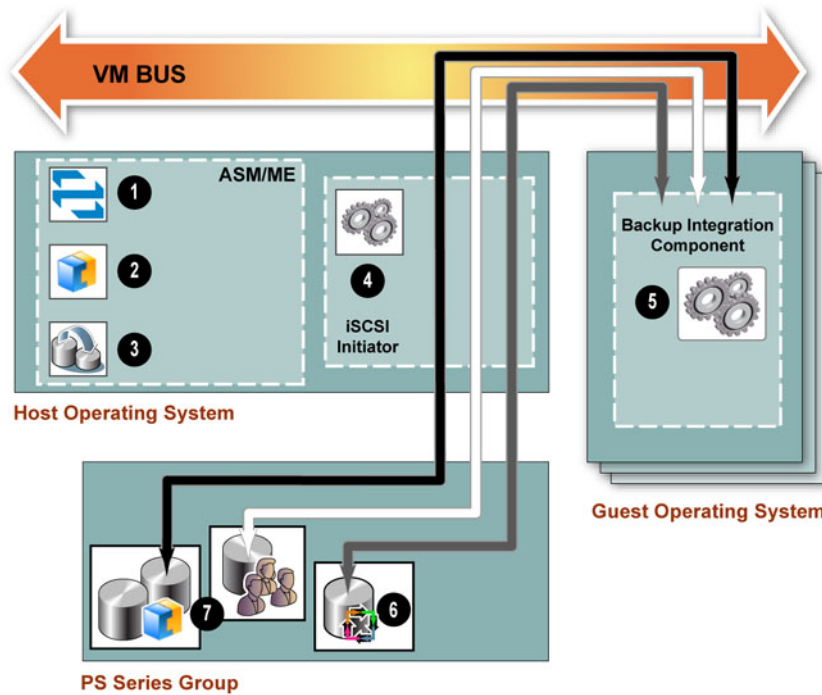 VM BUS
ASM/ME
1
2
3
4
iSCSI
Initiator
Backup Integration
Component
5
Host Operating System
Guest Operating System
7
6
PS Series Group